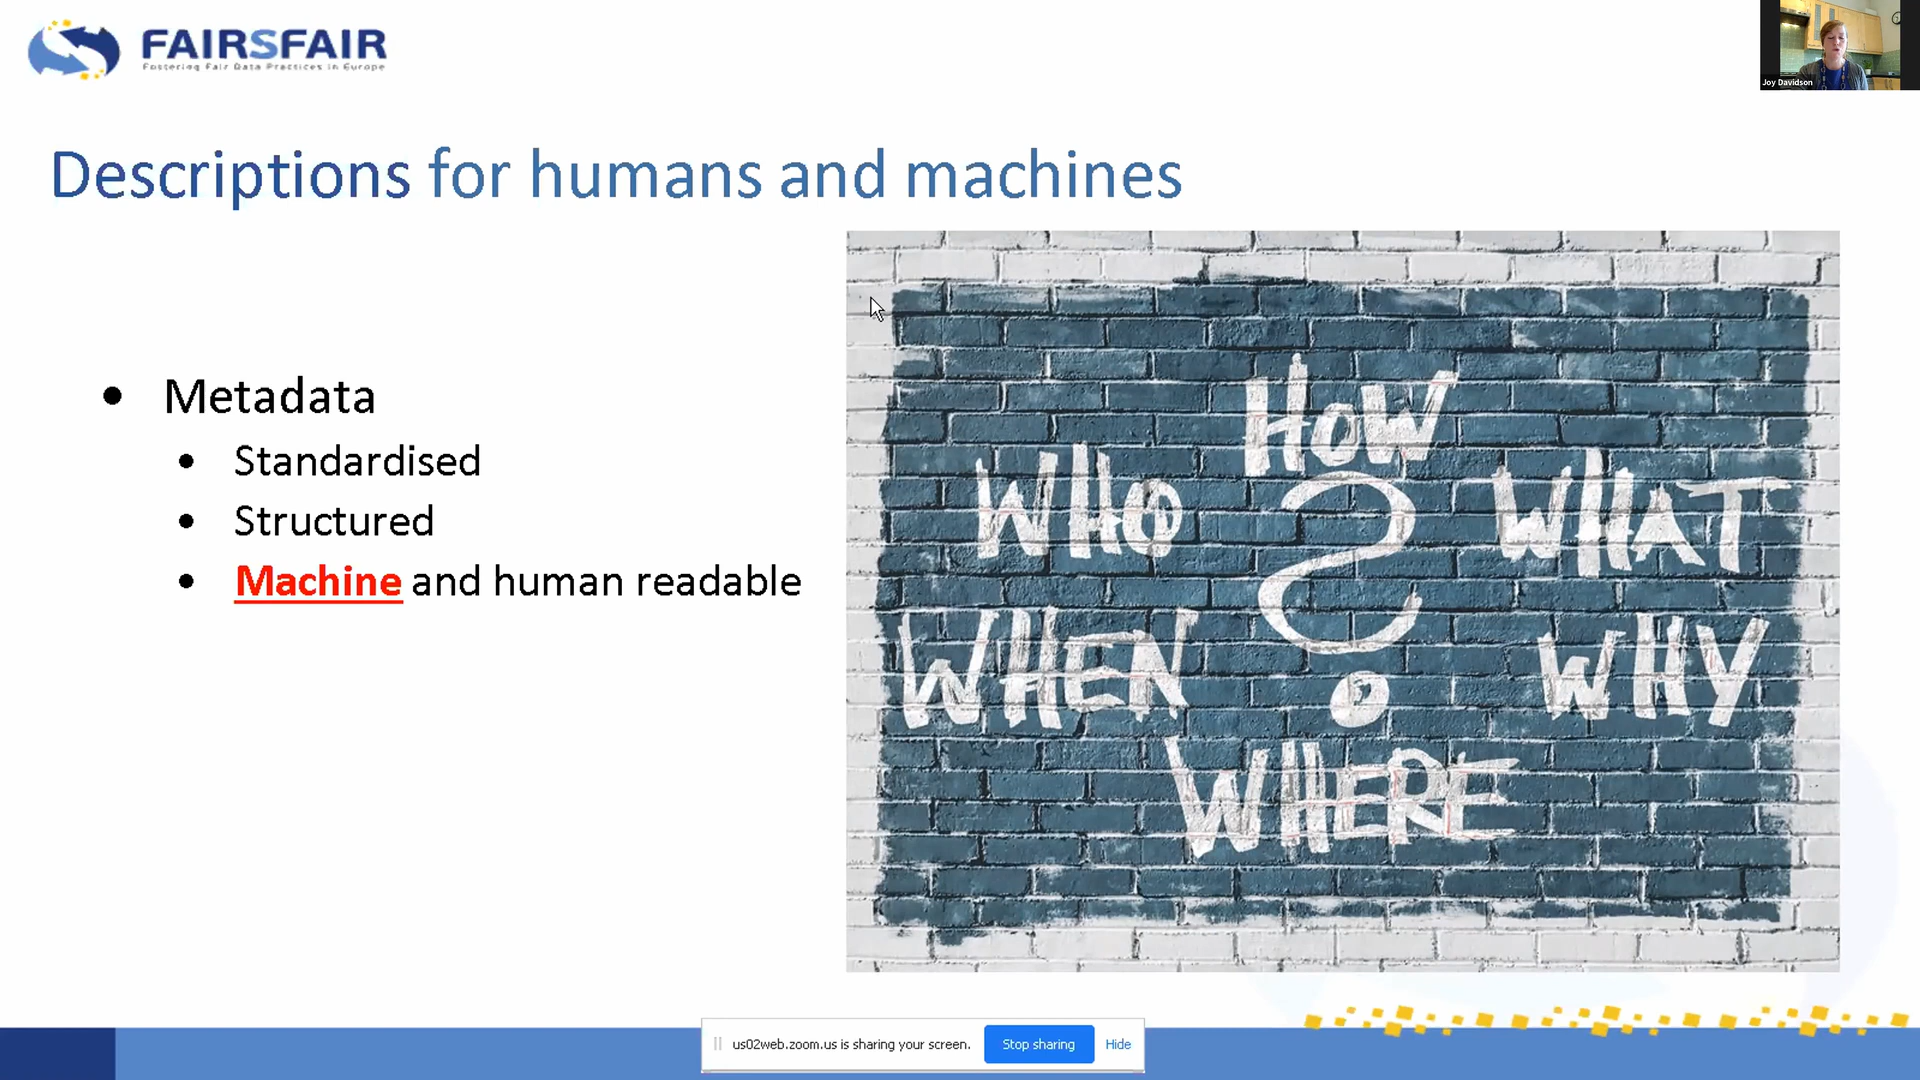 FAIRSFAIR
Fostering Fair Data Practices in Europe
Joy Davidson
Descriptions for humans and machines
• Metadata
• Standardised
• Structured
• Machine and human readable
HOW
WHO
?
WHAT
WHEN
WHY
WHERE
us02web.zoom.us is sharing your screen.
Stop sharing
Hide